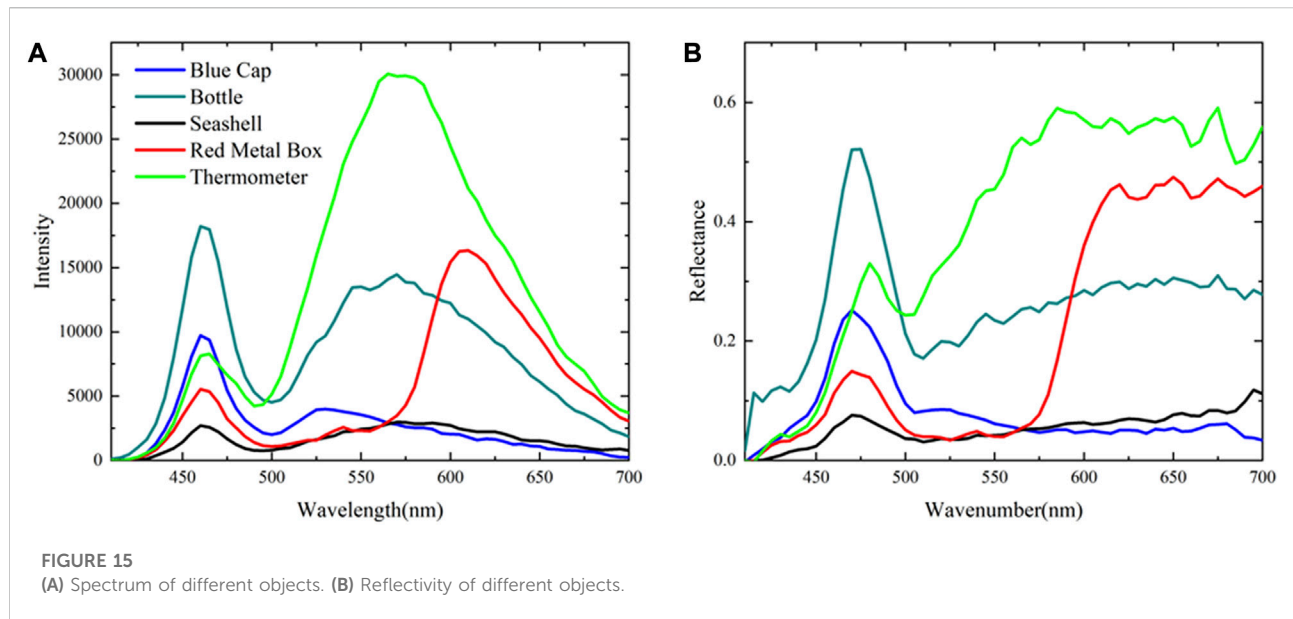 A
30000
25000
20000
15000
10000
5000
0
Intensity
Blue Cap
Bottle
Seashell
Red Metal Box
Thermometer
450 500 550 600 650 700
Wavelength(nm)
B
0.6
0.4
0.2
0.0
Reflectance
450 500 550 600 650 700
Wavenumber(nm)
FIGURE 15
(A) Spectrum of different objects. (B) Reflectivity of different objects.